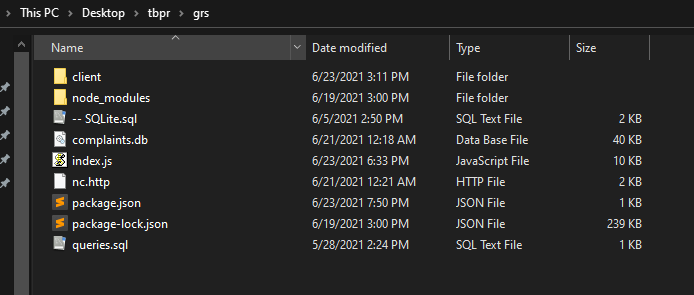 This PC > Desktop > tbpr > grs
Name Date modified Type Size
client 6/23/2021 3:11 PM File folder
node_modules 6/19/2021 3:00 PM File folder
-- SQLite.sql 6/5/2021 2:50 PM SQL Text File 2 KB
complaints.db 6/21/2021 12:18 AM Data Base File 40 KB
index.js 6/23/2021 6:33 PM JavaScript File 10 KB
nc.http 6/21/2021 12:21 AM HTTP File 2 KB
package.json 6/23/2021 7:50 PM JSON File 1 KB
package-lock.json 6/19/2021 3:00 PM JSON File 239 KB
queries.sql 5/28/2021 2:24 PM SQL Text File 1 KB